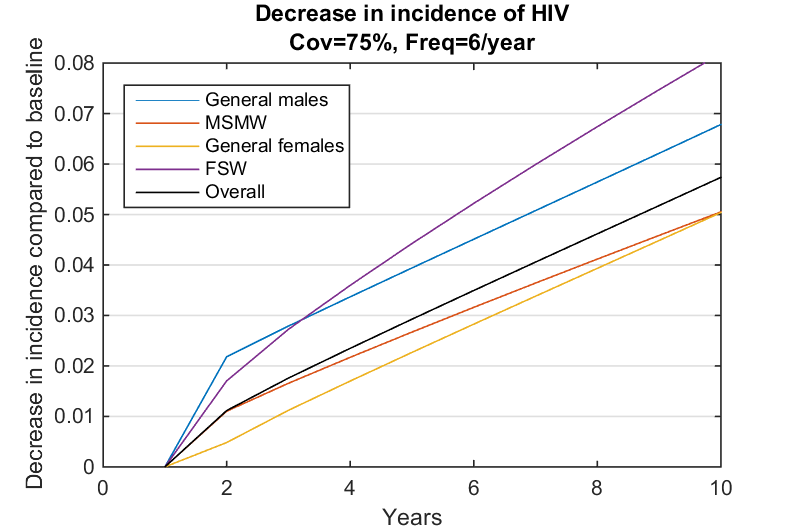 Decrease in incidence of HIV
Cov=75%, Freq=6/year
Decrease in incidence compared to baseline
0.08
0.07
0.06
0.05
0.04
0.03
0.02
0.01
0
General males
MSMW
General females
FSW
Overall
0 2 4 6 8 10
Years